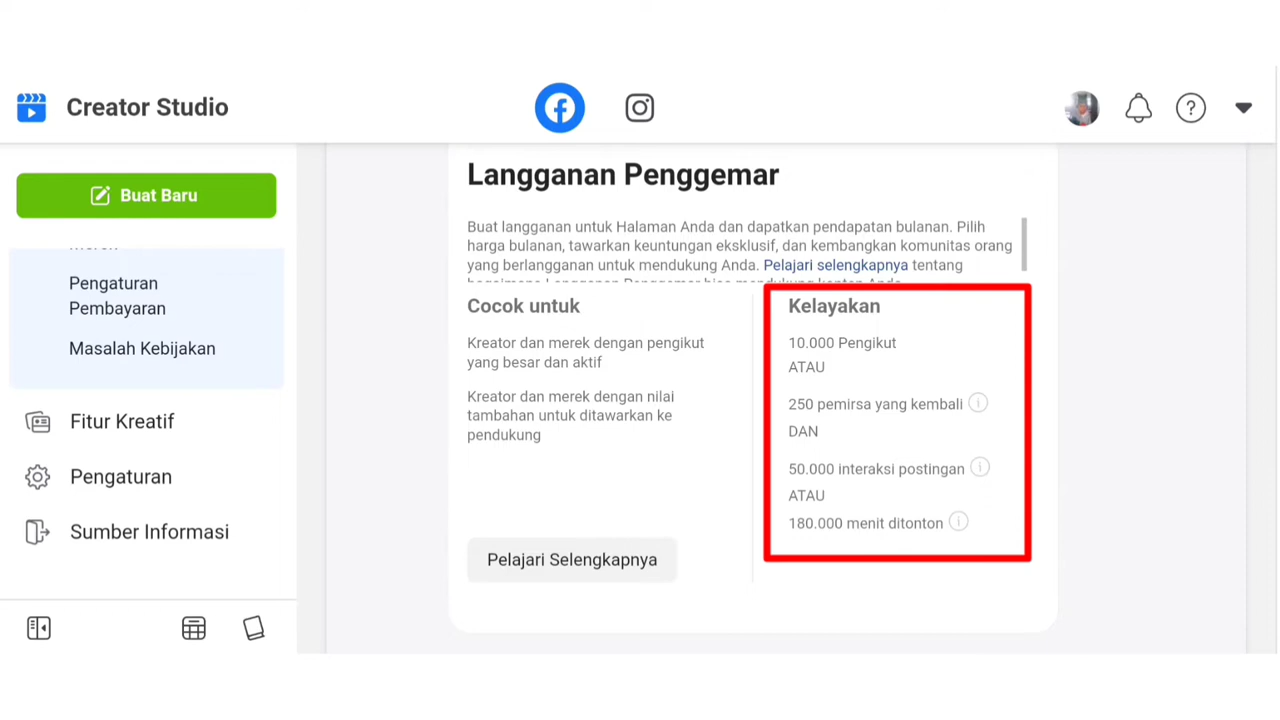 Creator Studio
Buat Baru
Pengaturan
Pembayaran
Masalah Kebijakan
Fitur Kreatif
Pengaturan
Sumber Informasi
Langganan Penggemar
Buat langganan untuk Halaman Anda dan dapatkan pendapatan bulanan. Pilih
harga bulanan, tawarkan keuntungan eksklusif, dan kembangkan komunitas orang
yang berlangganan untuk mendukung Anda. Pelajari selengkapnya tentang
Cocok untuk
Kreator dan merek dengan pengikut
yang besar dan aktif
Kreator dan merek dengan nilai
tambahan untuk ditawarkan ke
pendukung
Pelajari Selengkapnya
Kelayakan
10.000 Pengikut
ATAU
250 pemirsa yang kembali
DAN
50.000 interaksi postingan
ATAU
180.000 menit ditonton